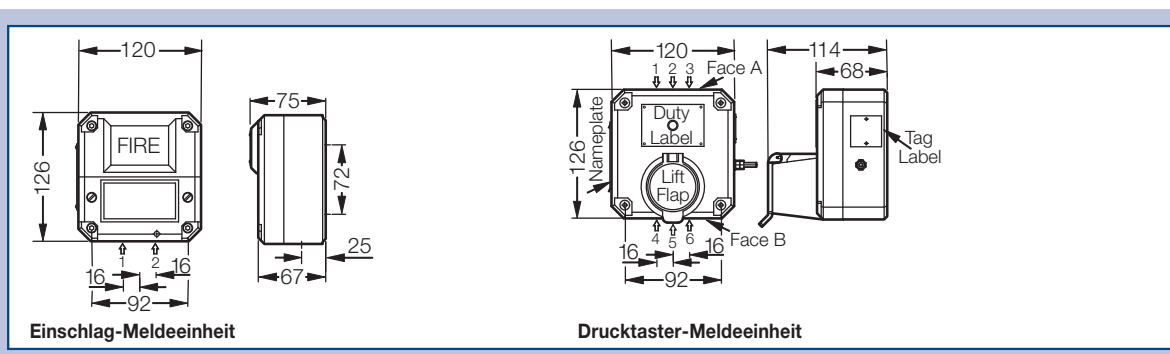 120
75
126
FIRE
72
1
2
25
16
16
67
92
Einschlag-Meldeeinheit
120
114
1 2 3
Face A
68
Nameplate
126
Duty
Label
Tag
Label
Lift
Flap
4 5 6
Face B
16
16
92
Drucktaster-Meldeeinheit